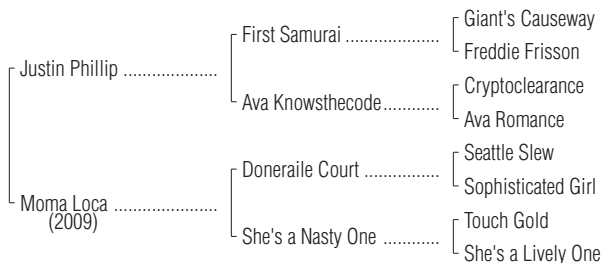 Giant's Causeway
First Samurai ...................
Freddie Frisson
Justin Phillip ...................
Cryptoclearance
Ava Knowsthecode............
Ava Romance
Seattle Slew
Doneraile Court ...............
Sophisticated Girl
Moma Loca .....................
(2009)
Touch Gold
She's a Nasty One ............
She's a Lively One